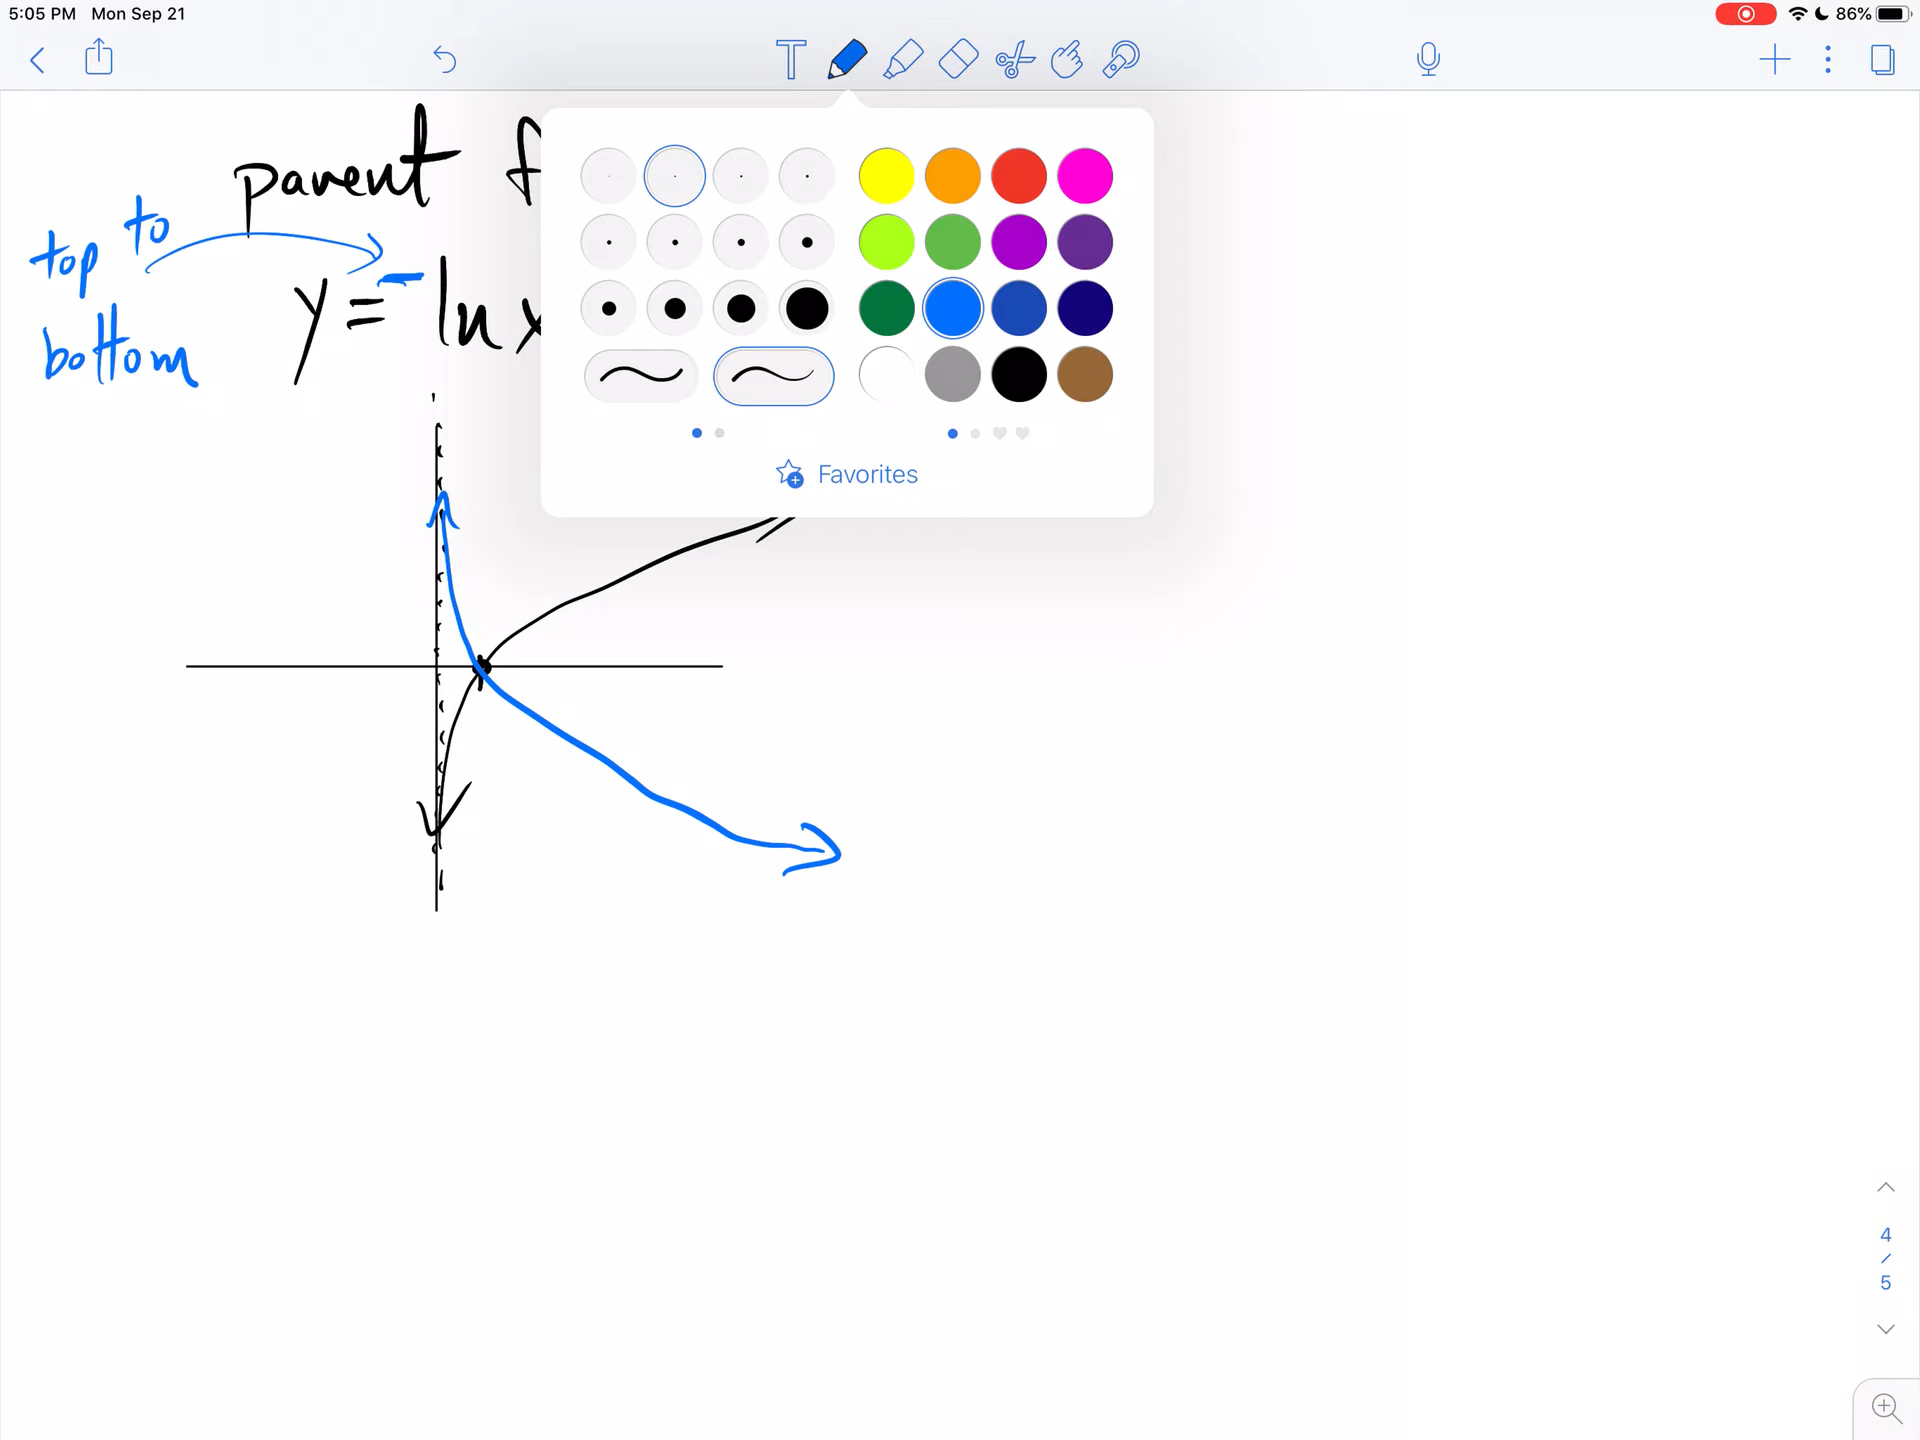 5:05 PM Mon Sep 21
86%
T
parent f
top to
bottom
y = - ln x
Favorites
4
/
5